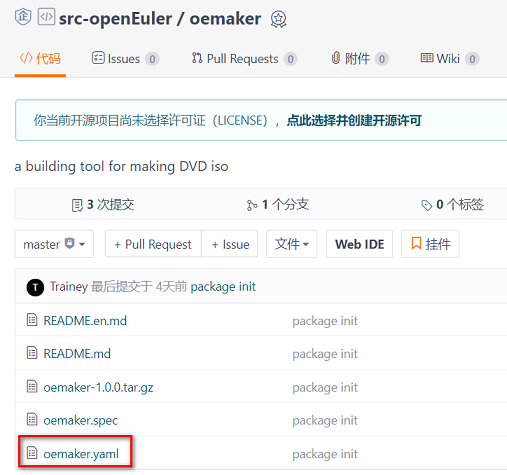 src-openEuler / oemaker
代码 Issues 0 Pull Requests 0 附件 0 Wiki 0
你当前开源项目尚未选择许可证（LICENSE），点此选择并创建开源许可
a building tool for making DVD iso
3 次提交 1 个分支 0 个标签
master + Pull Request + Issue 文件 Web IDE 挂件
T Trainey 最后提交于 4天前 package init
README.en.md package init
README.md package init
oemaker-1.0.0.tar.gz package init
oemaker.spec package init
oemaker.yaml package init